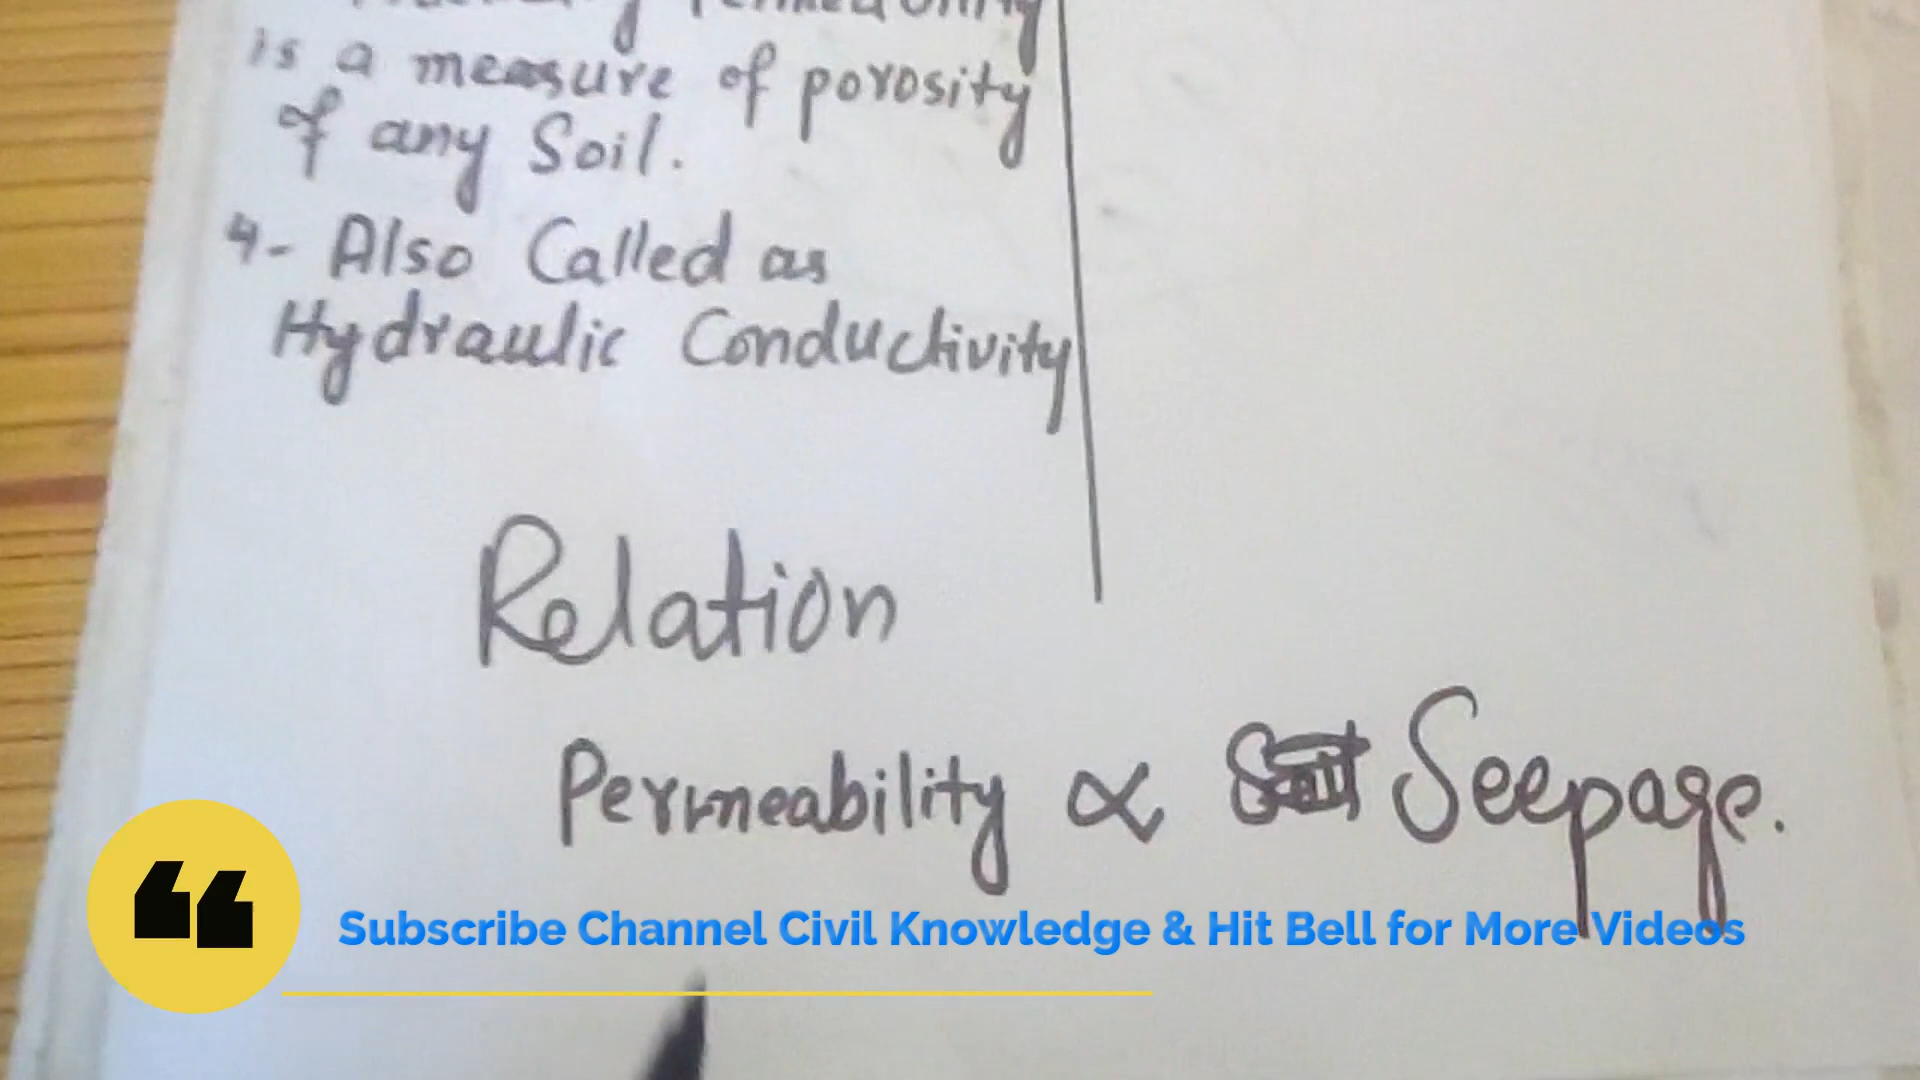 is a measure of porosity
of any Soil.
4- Also Called as
Hydraulic Conductivity
Relation
Permeability ∝ Seepage.
Subscribe Channel Civil Knowledge & Hit Bell for More Videos